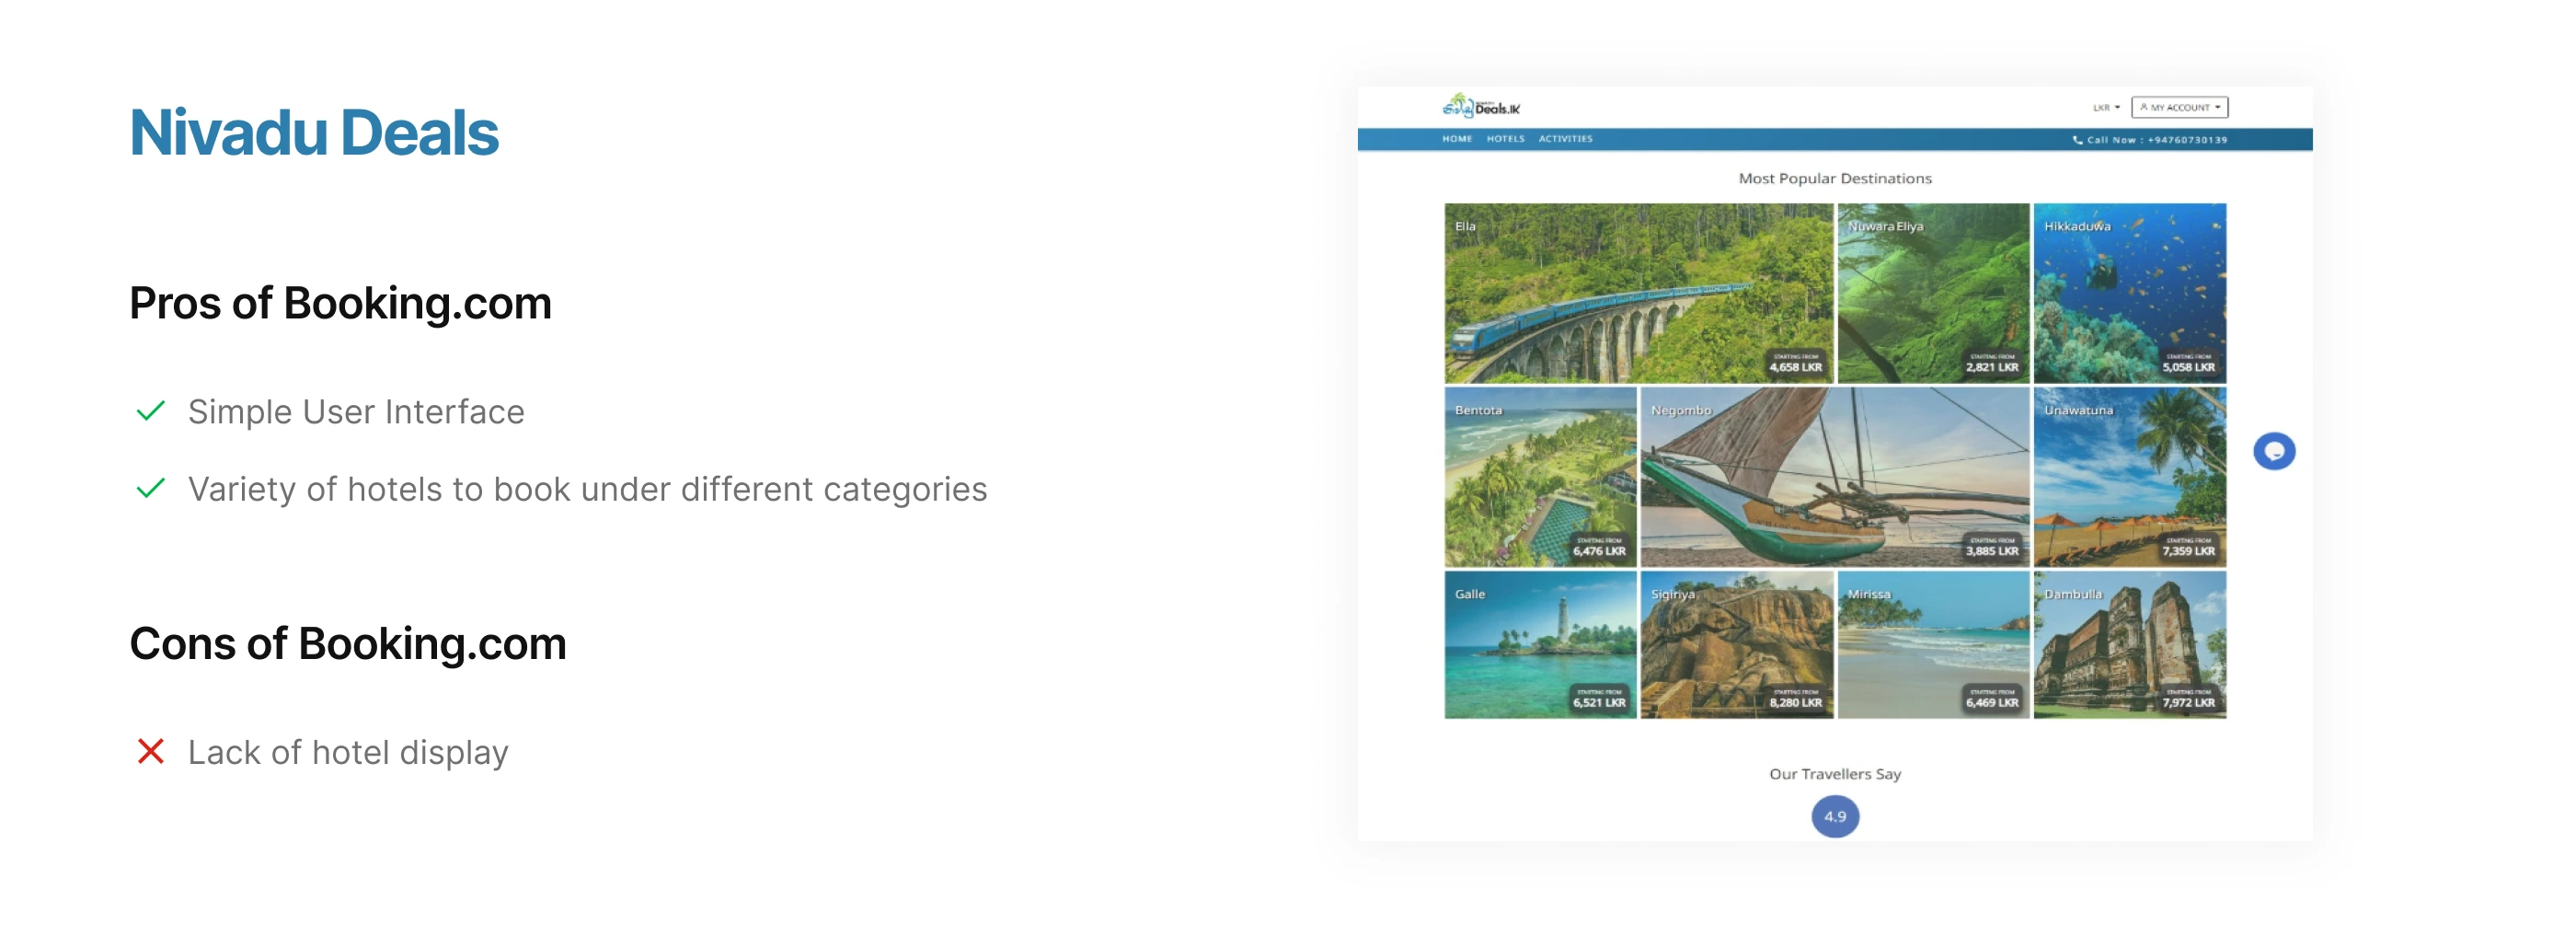 Nivadu Deals
Pros of Booking.com
Simple User Interface
Variety of hotels to book under different categories
Cons of Booking.com
Lack of hotel display
Deals.lK
LKR
MY ACCOUNT
HOME HOTELS ACTIVITIES
Call Now : +94760730139
Most Popular Destinations
Ella
STARTING FROM
4,658 LKR
Nuwara Eliya
STARTING FROM
2,821 LKR
Hikkaduwa
STARTING FROM
5,058 LKR
Bentota
STARTING FROM
6,476 LKR
Negombo
STARTING FROM
3,885 LKR
Unawatuna
STARTING FROM
7,359 LKR
Galle
STARTING FROM
6,521 LKR
Sigiriya
STARTING FROM
8,280 LKR
Mirissa
STARTING FROM
6,469 LKR
Dambulla
STARTING FROM
7,972 LKR
Our Travellers Say
4.9